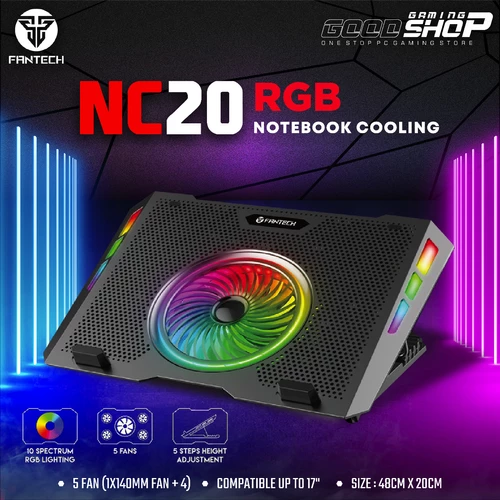 FANTECH
GOOD GAMING SHOP
ONE STOP PC GAMING STORE
NC20 RGB
NOTEBOOK COOLING
FANTECH
10 SPECTRUM
RGB LIGHTING
5 FANS
5 STEPS HEIGHT
ADJUSTMENT
• 5 FAN (1X140MM FAN + 4) • COMPATIBLE UP TO 17" • SIZE : 48CM X 20CM